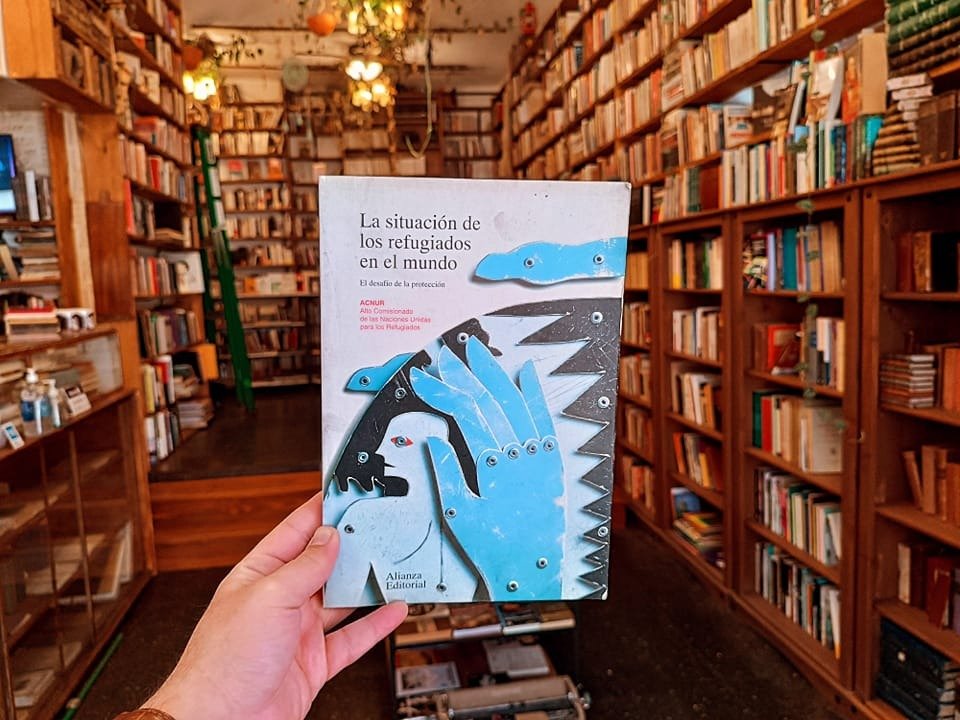 La situación de
los refugiados
en el mundo
El desafío de la protección
ACNUR
Alto Comisionado
de las Naciones Unidas
para los Refugiados
Alianza
Editorial